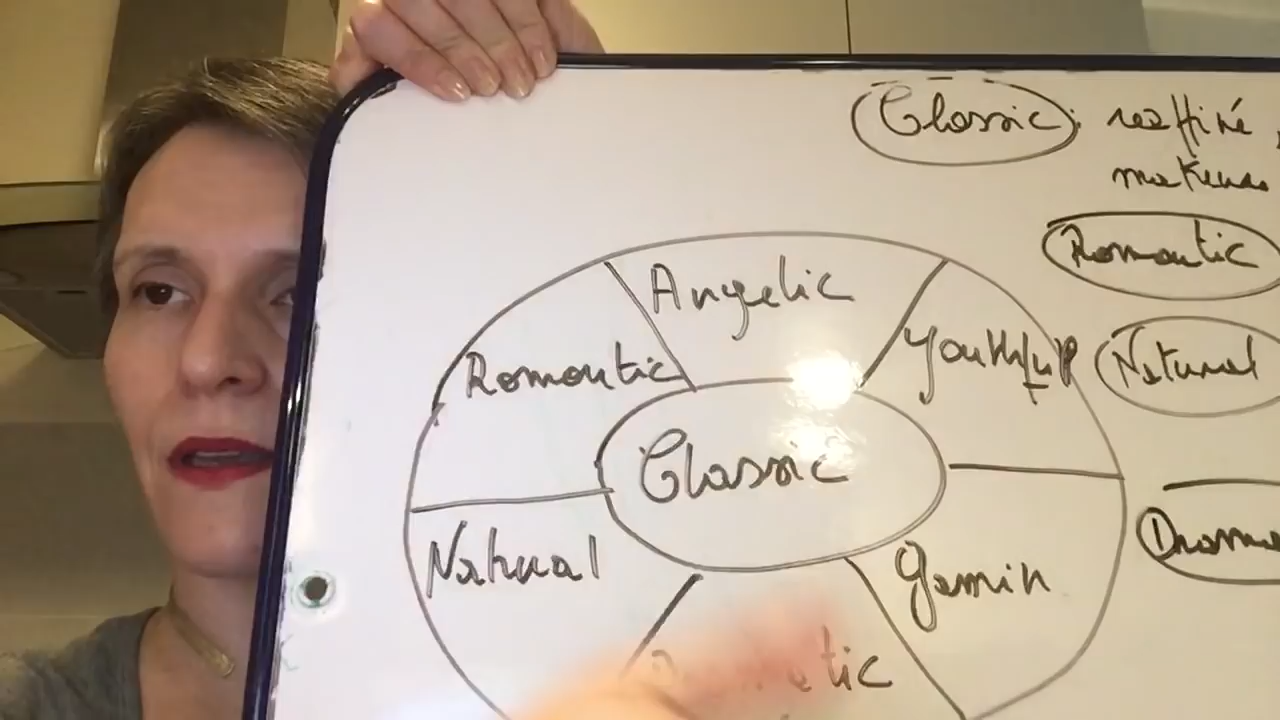 Classic : raffiné,
Romantic
Angelic
Youthful
Natural
Romantic
Classic
Natural
Gamin